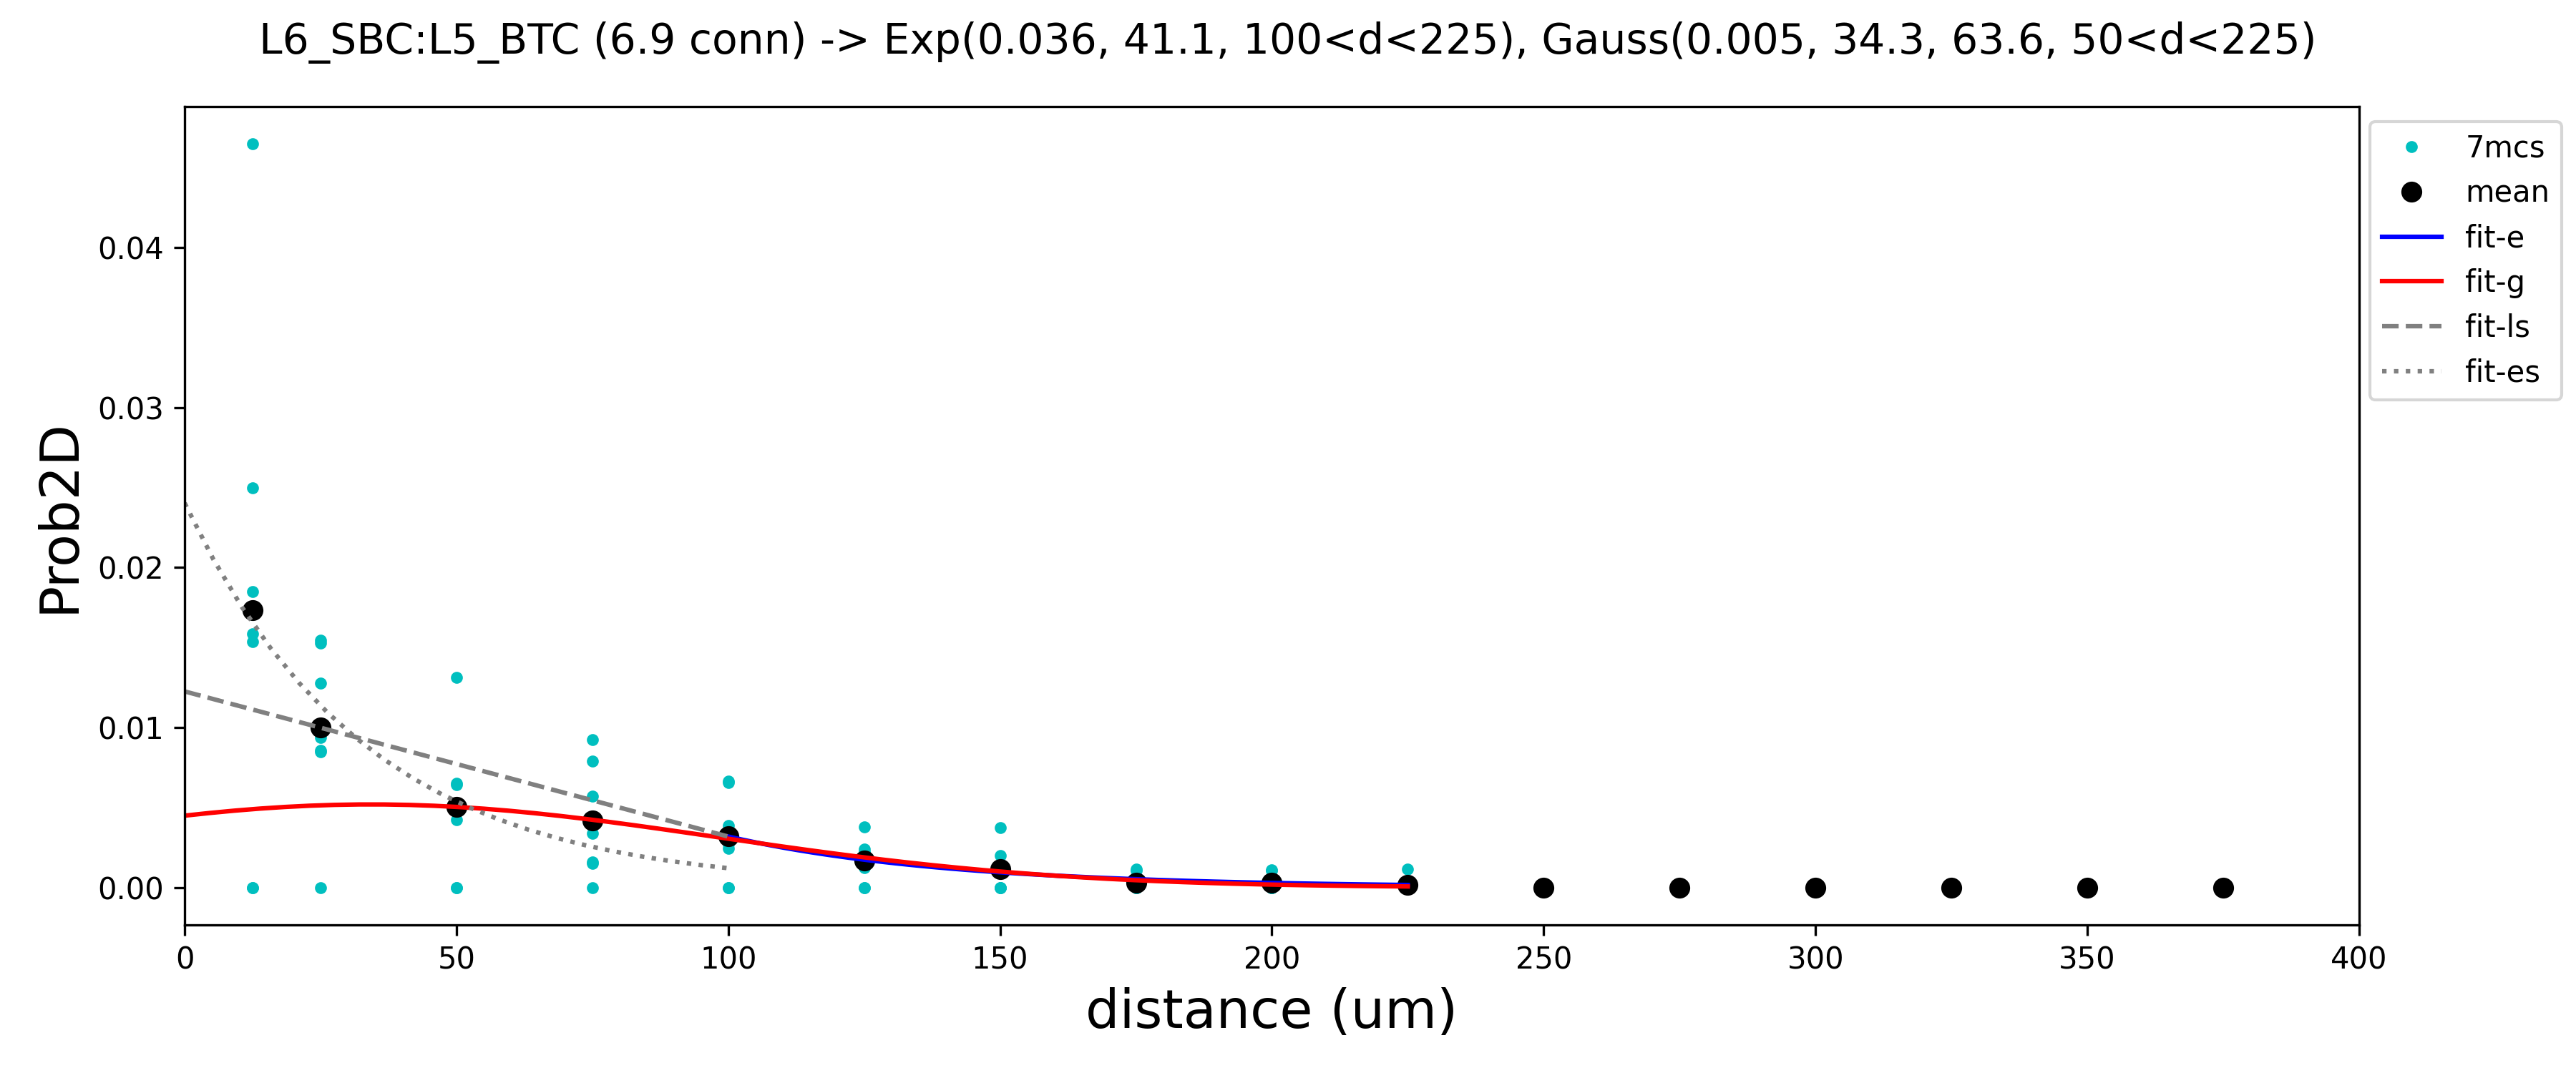 L6_SBC:L5_BTC (6.9 conn) -> Exp(0.036, 41.1, 100<d<225), Gauss(0.005, 34.3, 63.6, 50<d<225)
7mcs
mean
fit-e
fit-g
fit-ls
fit-es
Prob2D
0.04
0.03
0.02
0.01
0.00
0 50 100 150 200 250 300 350 400
distance (um)